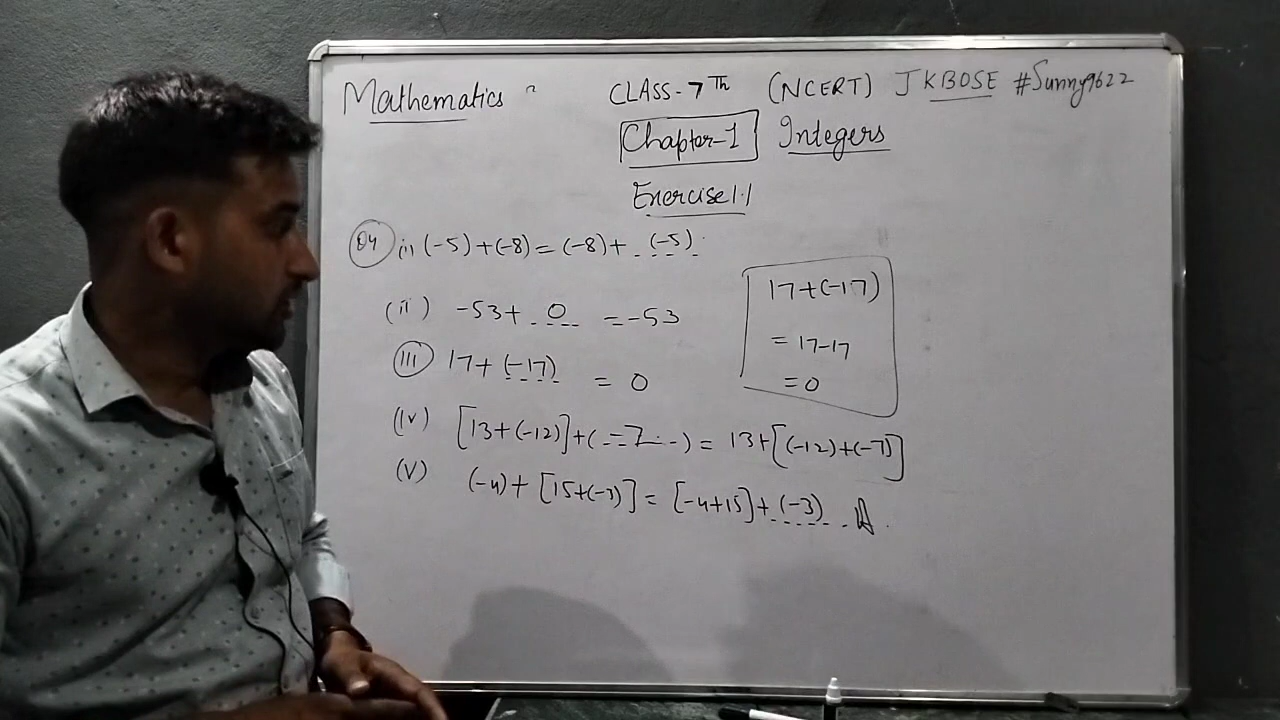 Mathematics CLASS-7Th (NCERT) JKBOSE #Sunny9622
Chapter-1 Integers
Exercise 1.1
Q4 (i) (-5)+(-8)=(-8)+ (-5).
(ii) -53+ 0 =-53
(III) 17+(-17) = 0
(iv) [13+(-12)]+(-7) = 13+[(-12)+(-7)]
(V) (-4)+[15+(-3)]=[-4+15]+(-3)
17+(-17)
= 17-17
=0